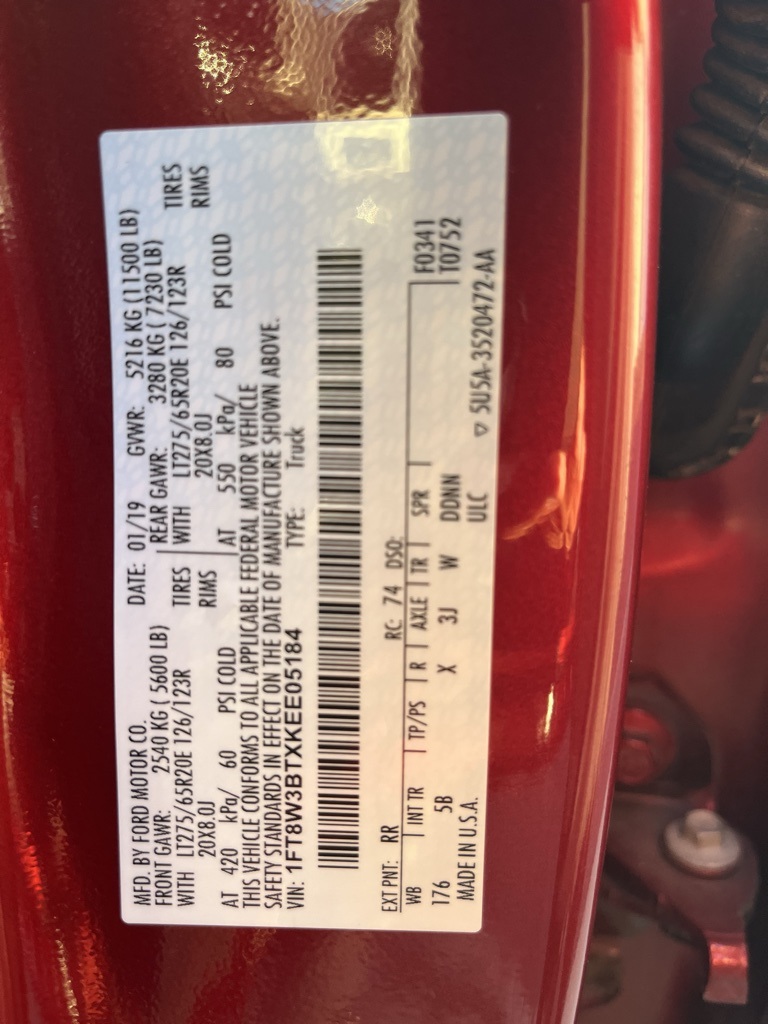 MFD. BY FORD MOTOR CO. DATE: 01/19 GVWR: 5216 KG (11500 LB)
FRONT GAWR: 2540 KG ( 5600 LB) REAR GAWR: 3280 KG ( 7230 LB)
WITH LT275/65R20E 126/123R TIRES WITH LT275/65R20E 126/123R TIRES
20X8.0J RIMS 20X8.0J RIMS
AT 420 kPa/ 60 PSI COLD AT 550 kPa/ 80 PSI COLD
THIS VEHICLE CONFORMS TO ALL APPLICABLE FEDERAL MOTOR VEHICLE
SAFETY STANDARDS IN EFFECT ON THE DATE OF MANUFACTURE SHOWN ABOVE.
VIN: 1FT8W3BTXKEE05184 TYPE: Truck
EXT PNT: RR RC: 74 DSO:
WB INT TR TP/PS R AXLE TR SPR F0341
176 5B X 3J W DDNN T0752
MADE IN U.S.A. ULC
▽ 5U5A-3520472-AA